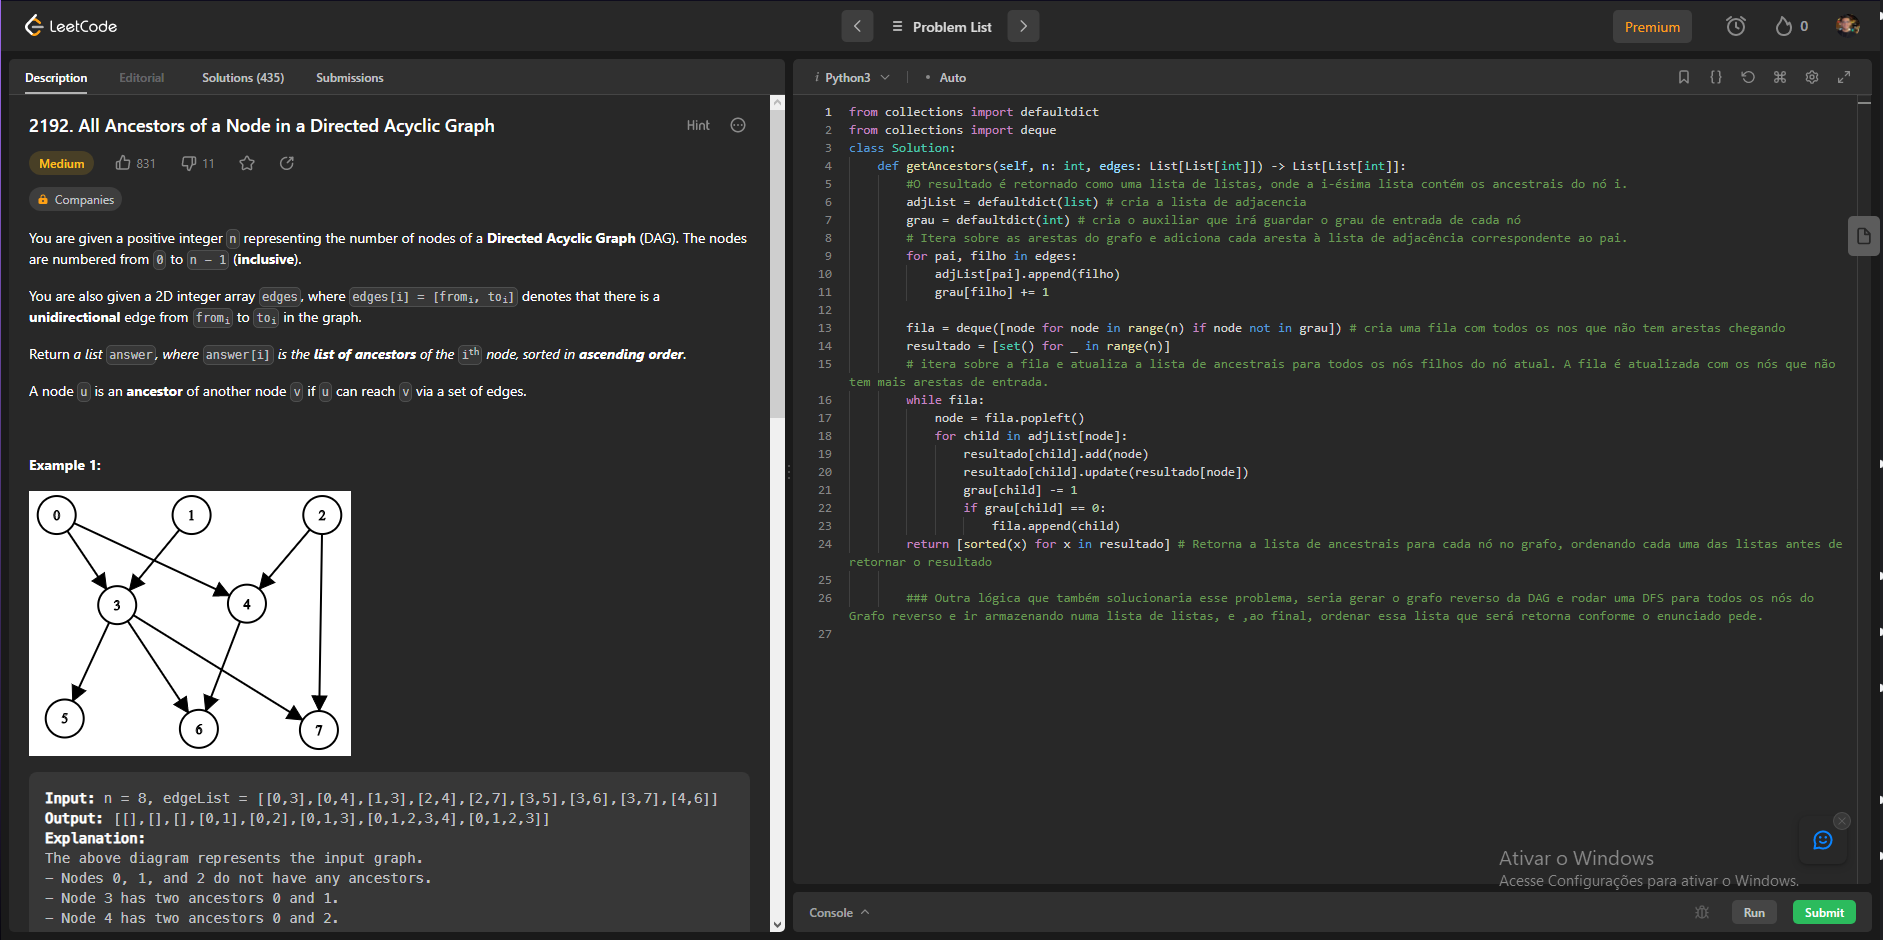 LeetCode
Problem List
Premium
0
Description Editorial Solutions (435) Submissions
2192. All Ancestors of a Node in a Directed Acyclic Graph
Hint
Medium 831 11
Companies
You are given a positive integer n representing the number of nodes of a Directed Acyclic Graph (DAG). The nodes
are numbered from 0 to n - 1 (inclusive).
You are also given a 2D integer array edges, where edges[i] = [fromi, toi] denotes that there is a
unidirectional edge from fromi to toi in the graph.
Return a list answer, where answer[i] is the list of ancestors of the ith node, sorted in ascending order.
A node u is an ancestor of another node v if u can reach v via a set of edges.
Example 1:
0 1 2
3 4
5 6 7
Input: n = 8, edgeList = [[0,3],[0,4],[1,3],[2,4],[2,7],[3,5],[3,6],[3,7],[4,6]]
Output: [[],[],[],[0,1],[0,2],[0,1,3],[0,1,2,3,4],[0,1,2,3]]
Explanation:
The above diagram represents the input graph.
- Nodes 0, 1, and 2 do not have any ancestors.
- Node 3 has two ancestors 0 and 1.
- Node 4 has two ancestors 0 and 2.
i Python3 • Auto
1 from collections import defaultdict
2 from collections import deque
3 class Solution:
4 def getAncestors(self, n: int, edges: List[List[int]]) -> List[List[int]]:
5 #O resultado é retornado como uma lista de listas, onde a i-ésima lista contém os ancestrais do nó i.
6 adjList = defaultdict(list) # cria a lista de adjacencia
7 grau = defaultdict(int) # cria o auxiliar que irá guardar o grau de entrada de cada nó
8 # Itera sobre as arestas do grafo e adiciona cada aresta à lista de adjacência correspondente ao pai.
9 for pai, filho in edges:
10 adjList[pai].append(filho)
11 grau[filho] += 1
12
13 fila = deque([node for node in range(n) if node not in grau]) # cria uma fila com todos os nos que não tem arestas chegando
14 resultado = [set() for _ in range(n)]
15 # itera sobre a fila e atualiza a lista de ancestrais para todos os nós filhos do nó atual. A fila é atualizada com os nós que não
tem mais arestas de entrada.
16 while fila:
17 node = fila.popleft()
18 for child in adjList[node]:
19 resultado[child].add(node)
20 resultado[child].update(resultado[node])
21 grau[child] -= 1
22 if grau[child] == 0:
23 fila.append(child)
24 return [sorted(x) for x in resultado] # Retorna a lista de ancestrais para cada nó no grafo, ordenando cada uma das listas antes de
retornar o resultado
25
26 ### Outra lógica que também solucionaria esse problema, seria gerar o grafo reverso da DAG e rodar uma DFS para todos os nós do
Grafo reverso e ir armazenando numa lista de listas, e ,ao final, ordenar essa lista que será retorna conforme o enunciado pede.
27
Ativar o Windows
Acesse Configurações para ativar o Windows.
Console
Run
Submit